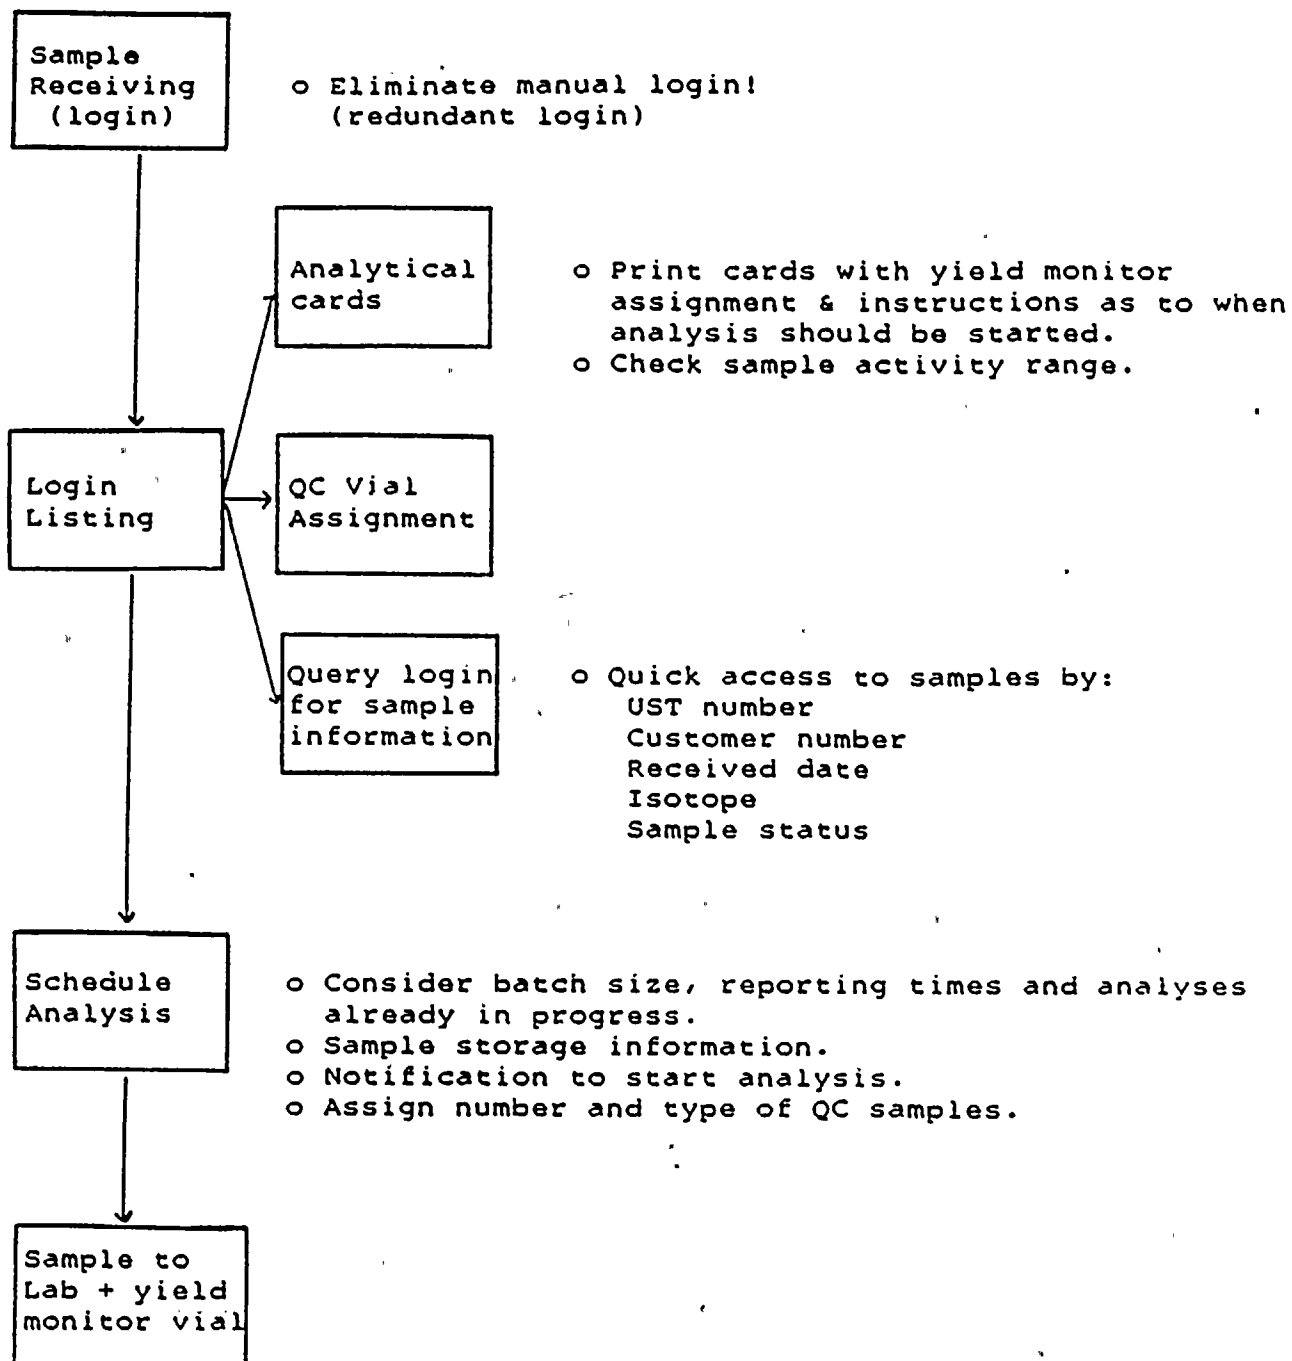 Sample
Receiving
(login)
o Eliminate manual login!
(redundant login)
Analytical
cards
o Print cards with yield monitor
assignment & instructions as to when
analysis should be started.
o Check sample activity range.
Login
Listing
QC Vial
Assignment
Query login
for sample
information
o Quick access to samples by:
UST number
Customer number
Received date
Isotope
Sample status
Schedule
Analysis
o Consider batch size, reporting times and analyses
already in progress.
o Sample storage information.
o Notification to start analysis.
o Assign number and type of QC samples.
Sample to
Lab + yield
monitor vial